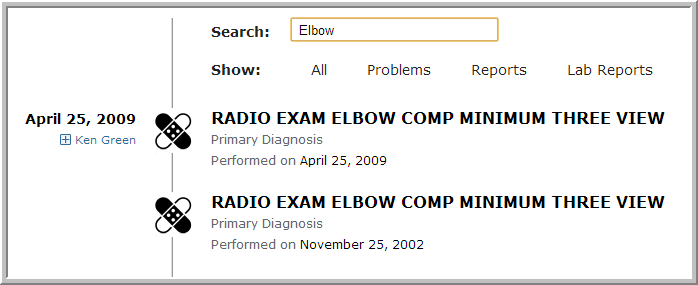 Search: Elbow
Show: All Problems Reports Lab Reports
April 25, 2009
Ken Green
RADIO EXAM ELBOW COMP MINIMUM THREE VIEW
Primary Diagnosis
Performed on April 25, 2009
RADIO EXAM ELBOW COMP MINIMUM THREE VIEW
Primary Diagnosis
Performed on November 25, 2002